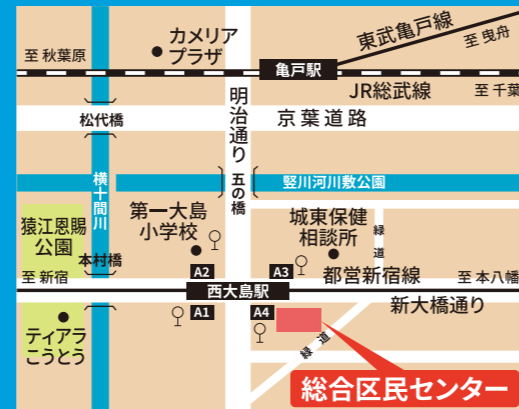 カメリア
プラザ
東武亀戸線
至 曳舟
至 秋葉原
亀戸駅
JR総武線
至 千葉
明治通り
松代橋
京葉道路
横十間川
五の橋
竪川河川敷公園
猿江恩賜
公園
第一大島
小学校
城東保健
相談所
緑道
本村橋
至 新宿
A2
A3
都営新宿線
至 本八幡
西大島駅
新大橋通り
A1
A4
ティアラ
こうとう
緑道
総合区民センター